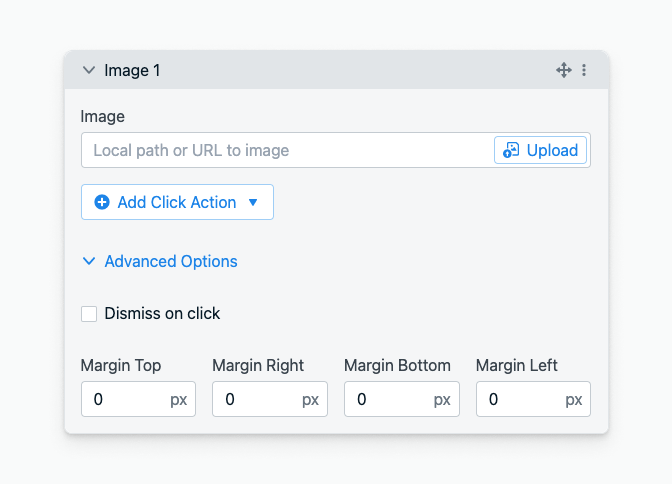 Image 1
Image
Local path or URL to image
Upload
Add Click Action
Advanced Options
Dismiss on click
Margin Top Margin Right Margin Bottom Margin Left
0 px 0 px 0 px 0 px